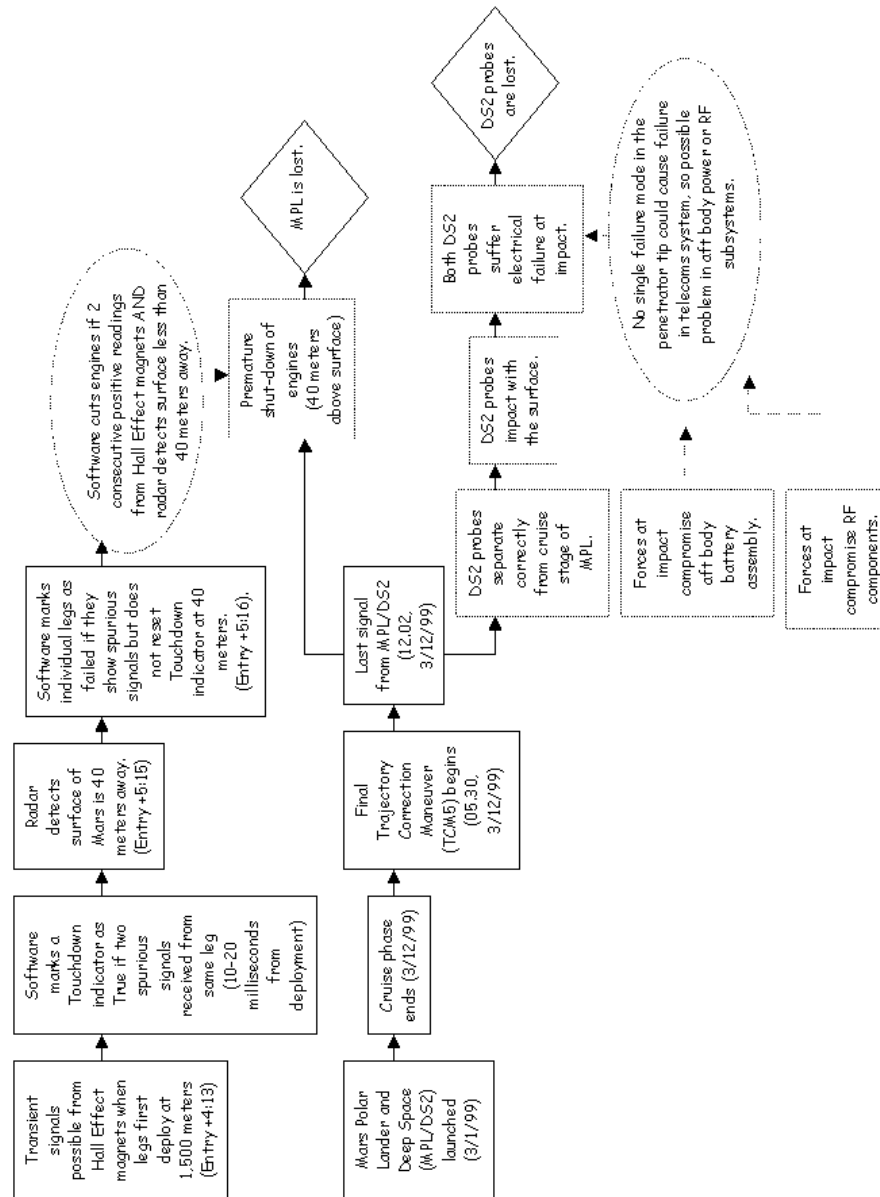 Transient
signals
possible from
Hall Effect
magnets when
legs first
deploy at
1,500 meters
(Entry +4:13)
Software
marks a
Touchdown
indicator as
True if two
spurious
signals
received from
same leg
(10-20
milliseconds
from
deployment)
Radar
detects
surface of
Mars is 40
meters away.
(Entry +5:15)
Software marks
individual legs as
failed if they
show spurious
signals but does
not reset
Touchdown
indicator at 40
meters.
(Entry +5:16).
Software cuts engines if 2
consecutive positive readings
from Hall Effect magnets AND
radar detects surface less than
40 meters away.
Premature
shut-down of
engines
(40 meters
above surface)
MPL is lost.
Mars Polar
Lander and
Deep Space
(MPL/DS2)
launched
(3/1/99)
Cruise phase
ends (3/12/99)
Final
Trajectory
Correction
Maneuver
(TCM5) begins
(05.30,
3/12/99)
Last signal
from MPL/DS2
(12.02,
3/12/99)
DS2 probes
separate
correctly
from cruise
stage of
MPL.
DS2 probes
impact with
the surface.
Both DS2
probes
suffer
electrical
failure at
impact.
DS2 probes
are lost.
Forces at
impact
compromise
aft body
battery
assembly.
No single failure mode in the
penetrator tip could cause failure
in telecoms system, so possible
problem in aft body power or RF
subsystems.
Forces at
impact
compromise RF
components.